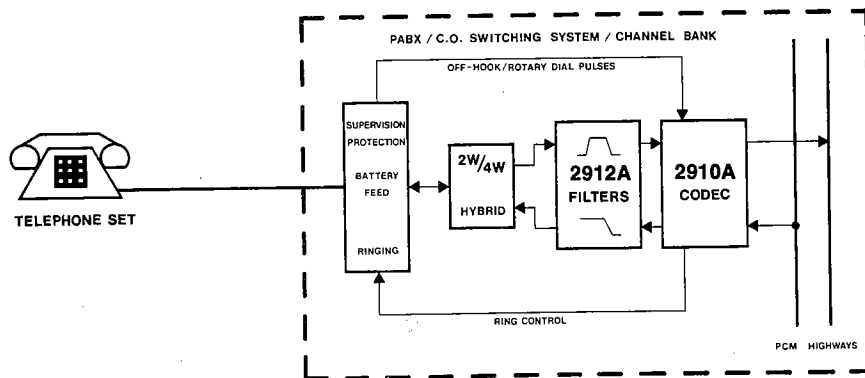 PABX / C.O. SWITCHING SYSTEM / CHANNEL BANK
OFF-HOOK/ROTARY DIAL PULSES
SUPERVISION
PROTECTION
BATTERY
FEED
RINGING
2W/4W
HYBRID
2912A
FILTERS
2910A
CODEC
TELEPHONE SET
RING CONTROL
PCM HIGHWAYS